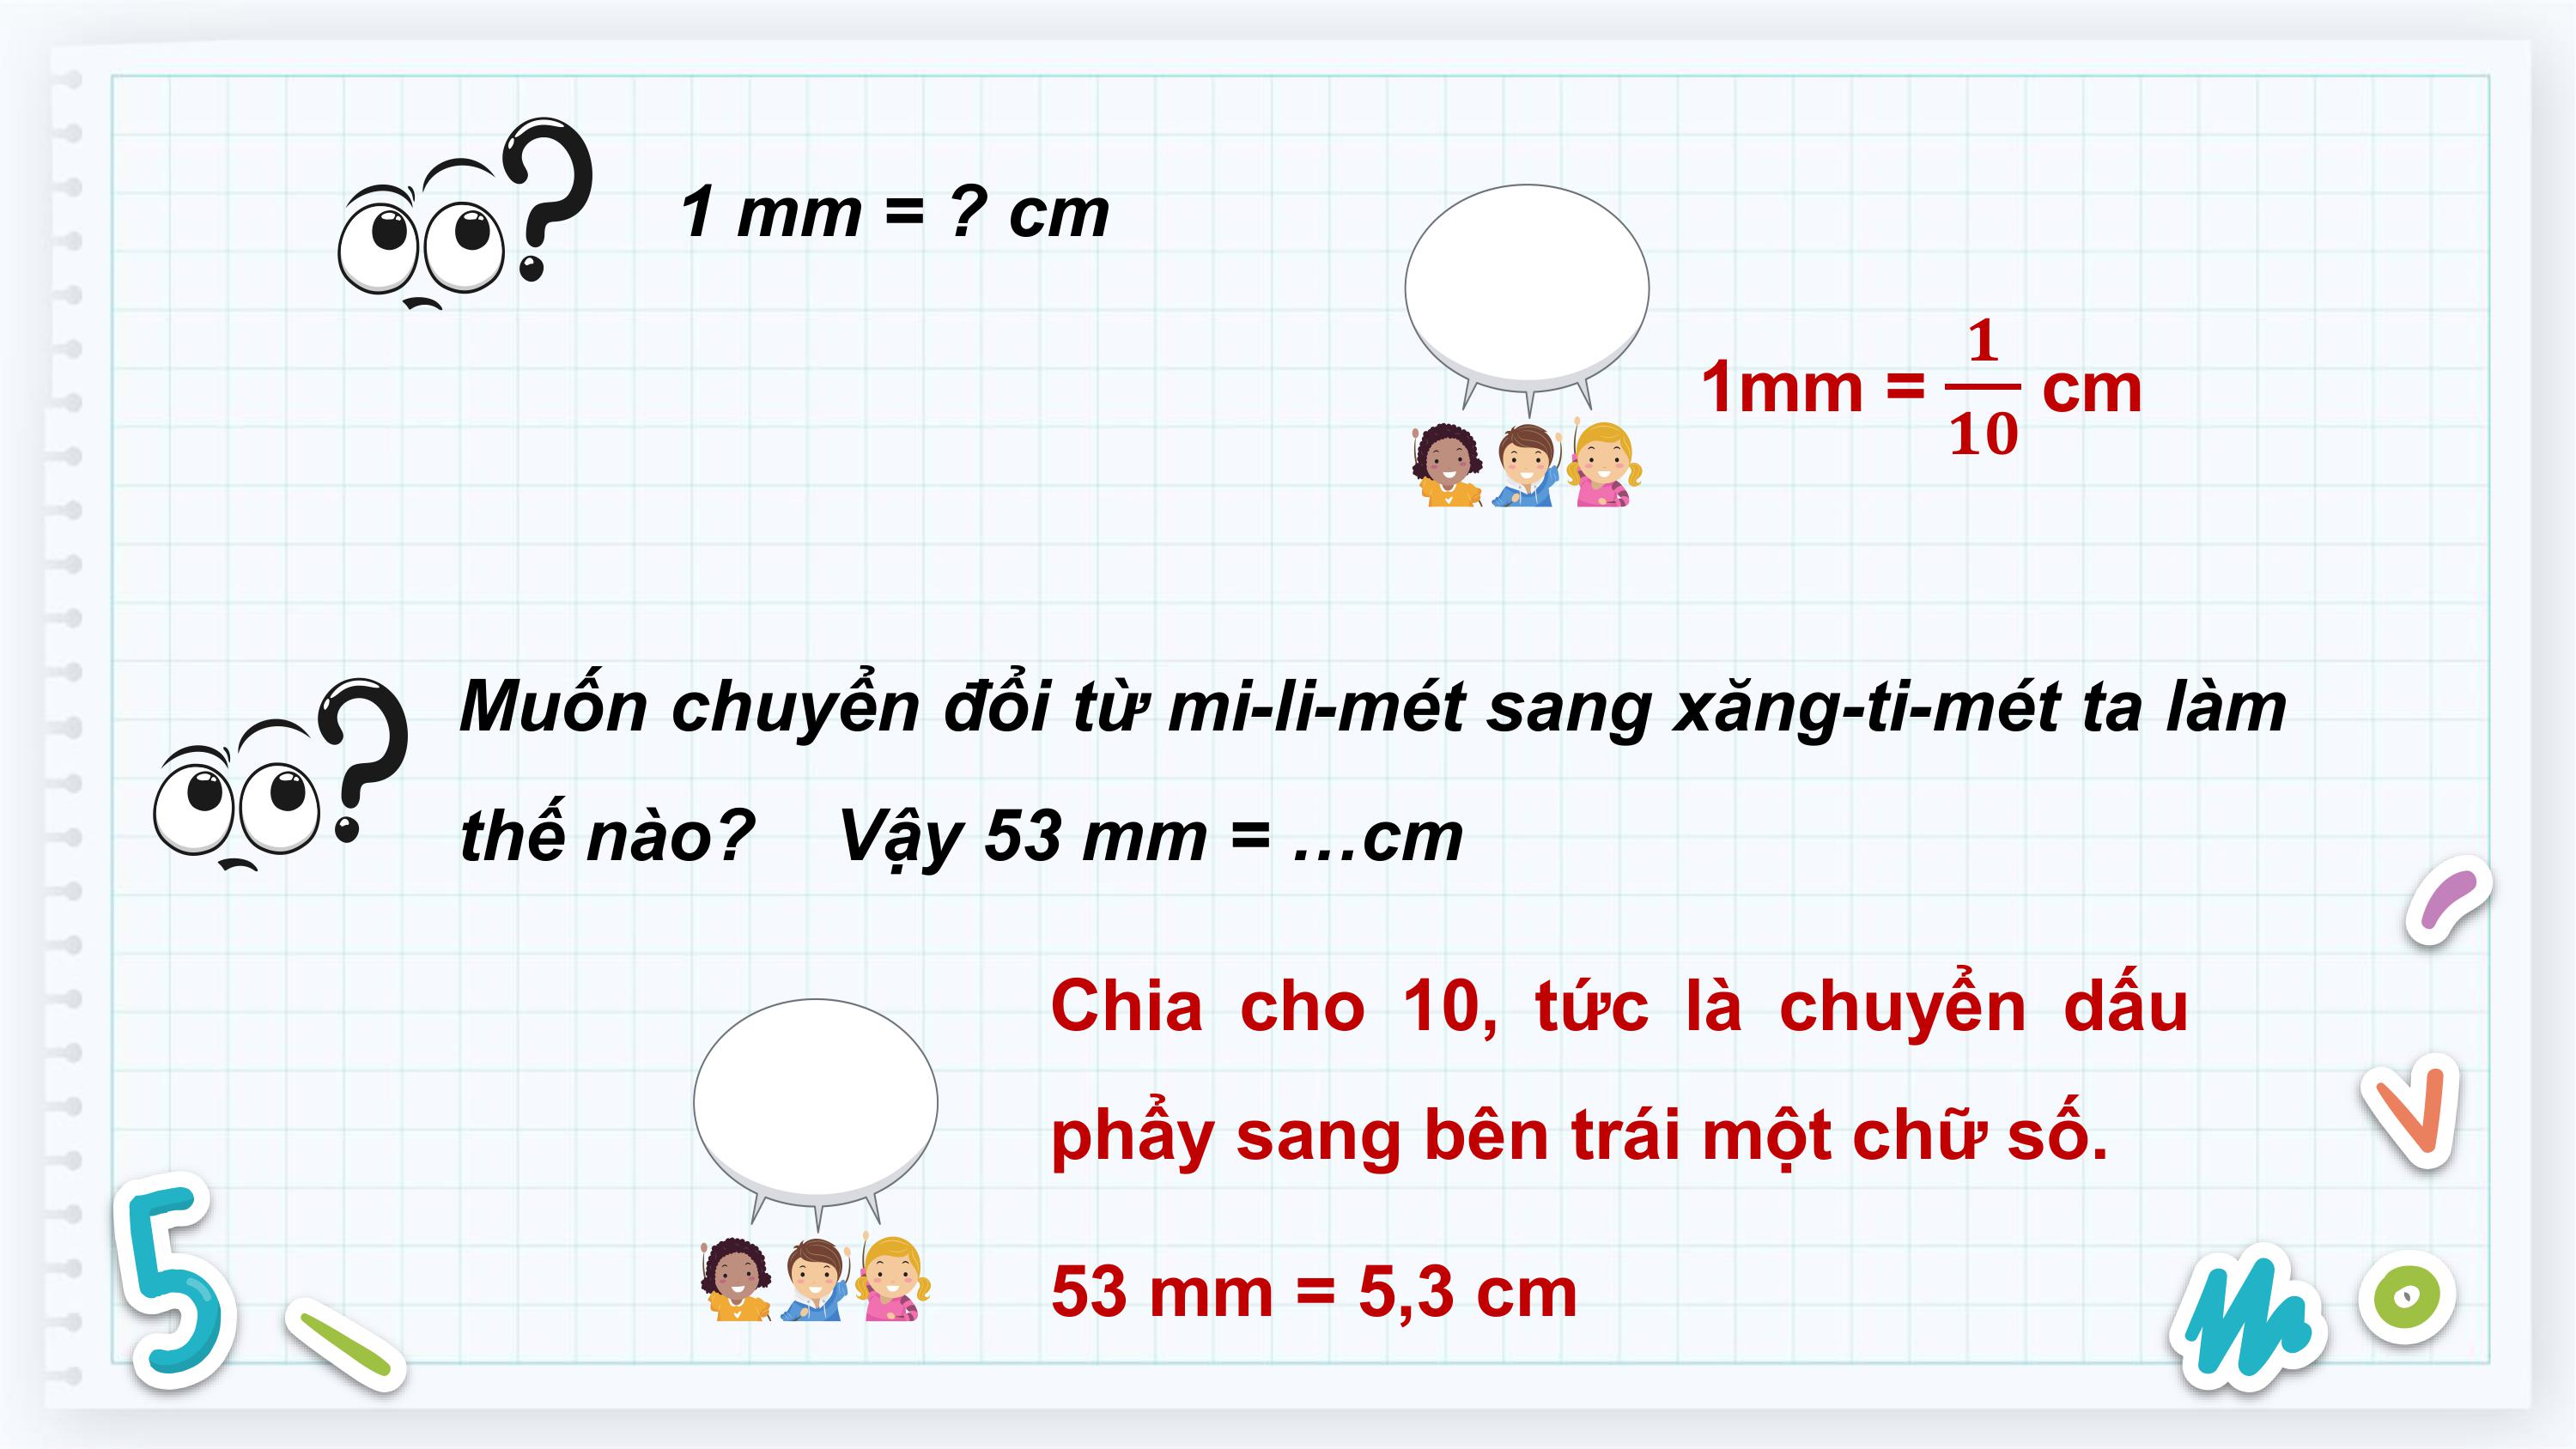 1 mm = ? cm
1mm = 1/10 cm
Muốn chuyển đổi từ mi-li-mét sang xăng-ti-mét ta làm
thế nào? Vậy 53 mm = …cm
Chia cho 10, tức là chuyển dấu
phẩy sang bên trái một chữ số.
53 mm = 5,3 cm
5